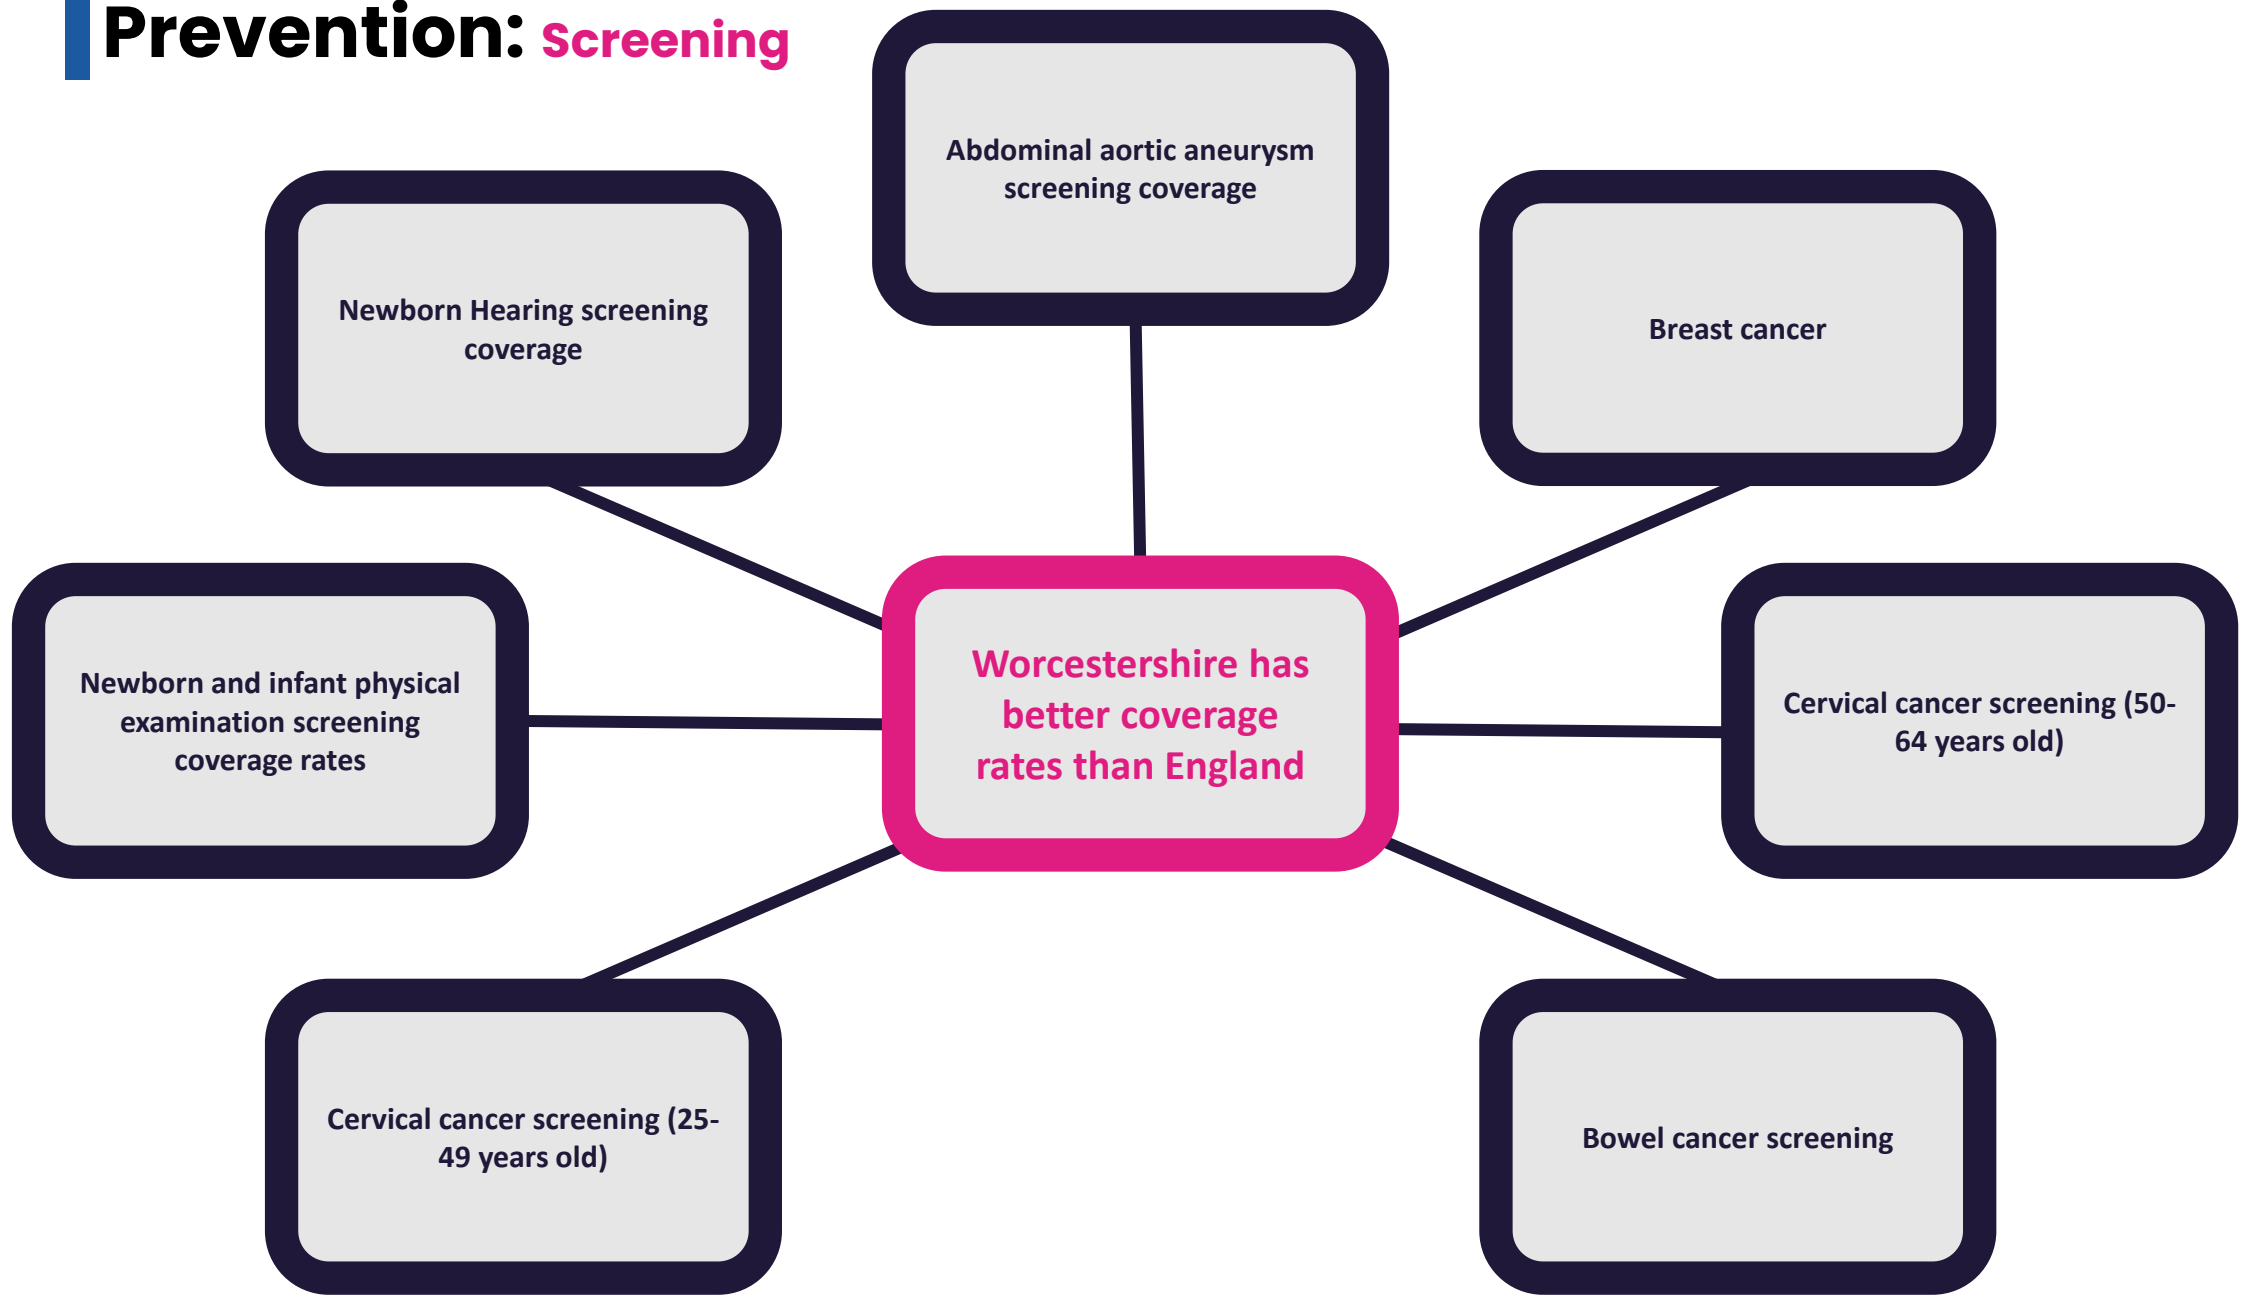 Prevention: Screening
Abdominal aortic aneurysm
screening coverage
Newborn Hearing screening
coverage
Breast cancer
Newborn and infant physical
examination screening
coverage rates
Worcestershire has
better coverage
rates than England
Cervical cancer screening (50-
64 years old)
Cervical cancer screening (25-
49 years old)
Bowel cancer screening